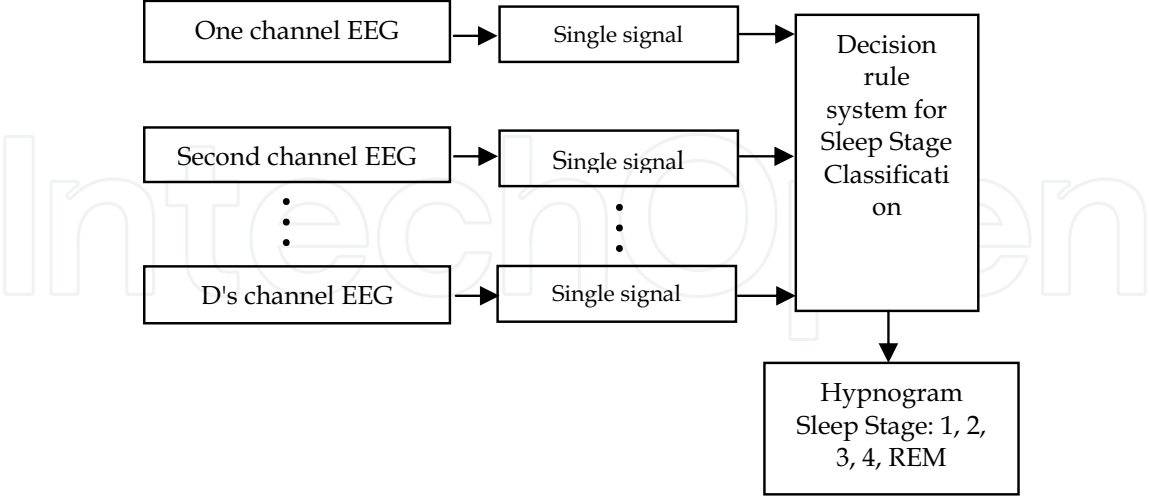 One channel EEG
Single signal
Decision
rule
system for
Sleep Stage
Classificati
on
Second channel EEG
Single signal
D's channel EEG
Single signal
Hypnogram
Sleep Stage: 1, 2,
3, 4, REM
IntechOpen